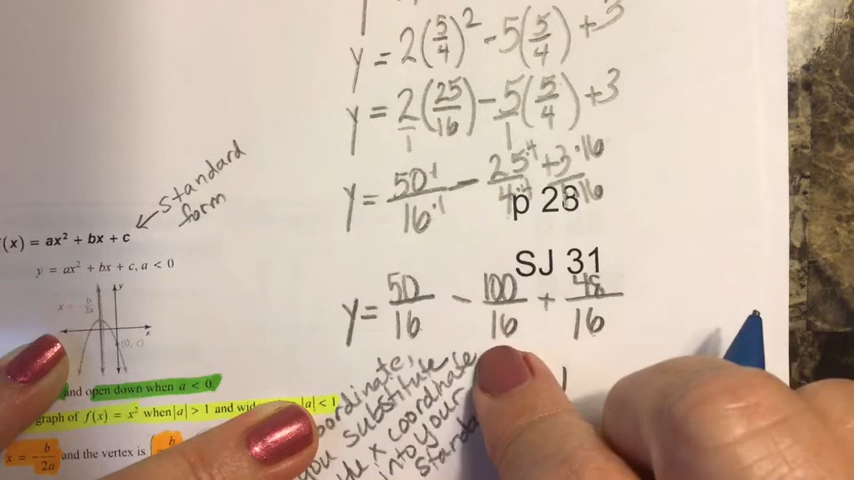 y = 2(5/4)² - 5(5/4) + 3
y = 2/1(25/16) - 5/1(5/4) + 3
y = 50·1/16·1 - 25·4/4·4 + 3·16/1·16
p 28
SJ 31
y = 50/16 - 100/16 + 48/16
standard
form
(x) = ax² + bx + c
y = ax² + bx + c, a < 0
y
x = -b/2a
x
(0, c)
and open down when a < 0
graph of f(x) = x² when |a| > 1 and |a| < 1
x = -b/2a and the vertex is
you substitute
the x coordinate
into your